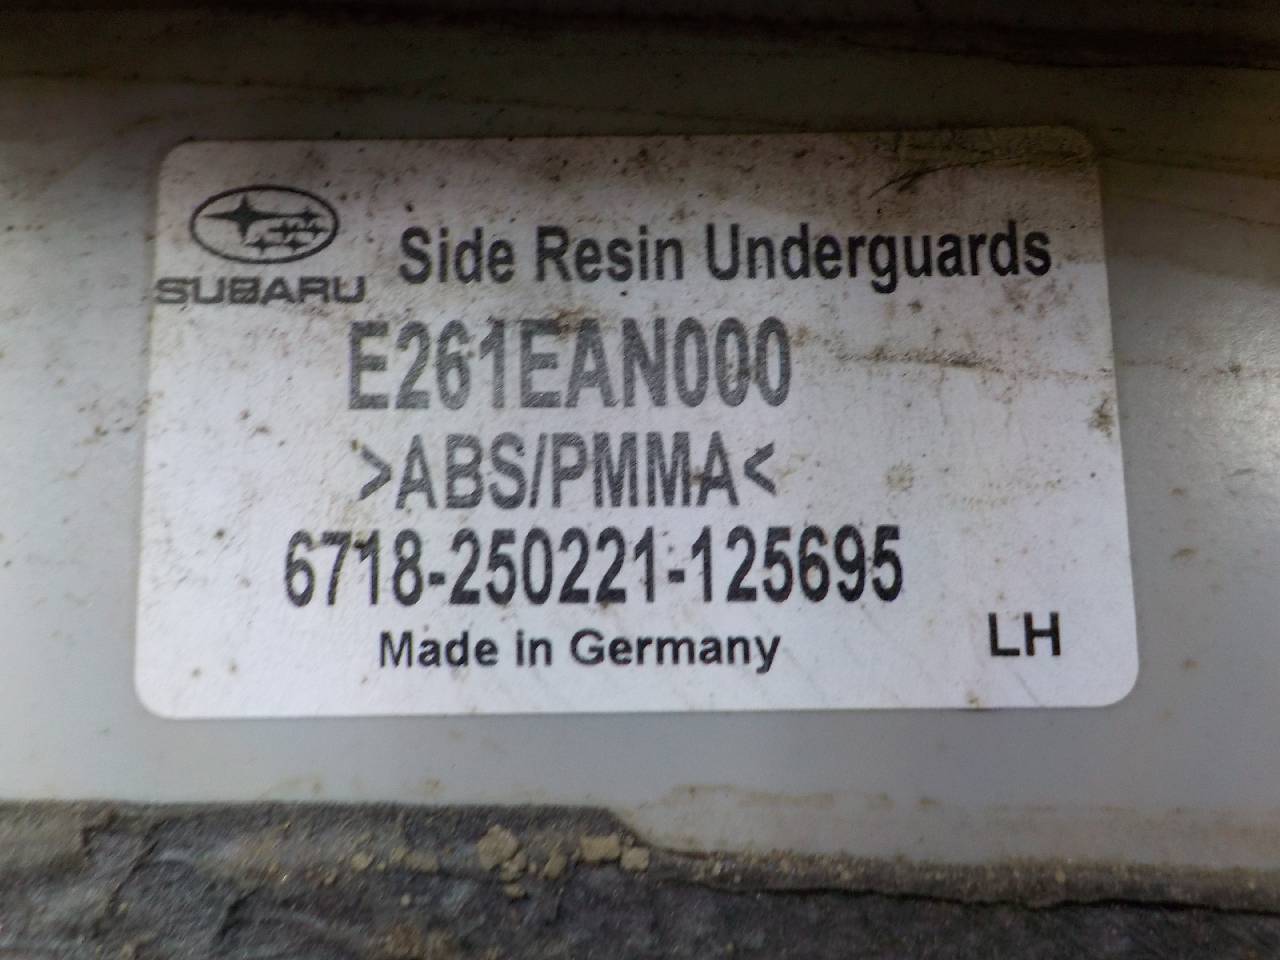 SUBARU
Side Resin Underguards
E261EAN000
>ABS/PMMA<
6718-250221-125695
Made in Germany
LH